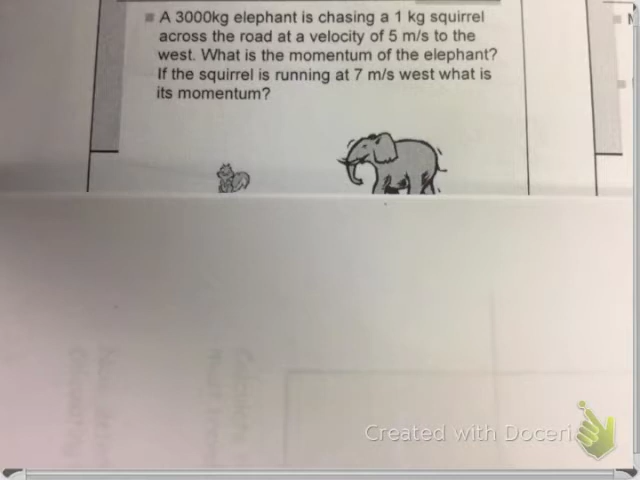 A 3000kg elephant is chasing a 1 kg squirrel
across the road at a velocity of 5 m/s to the
west. What is the momentum of the elephant?
If the squirrel is running at 7 m/s west what is
its momentum?
Created with Doceri